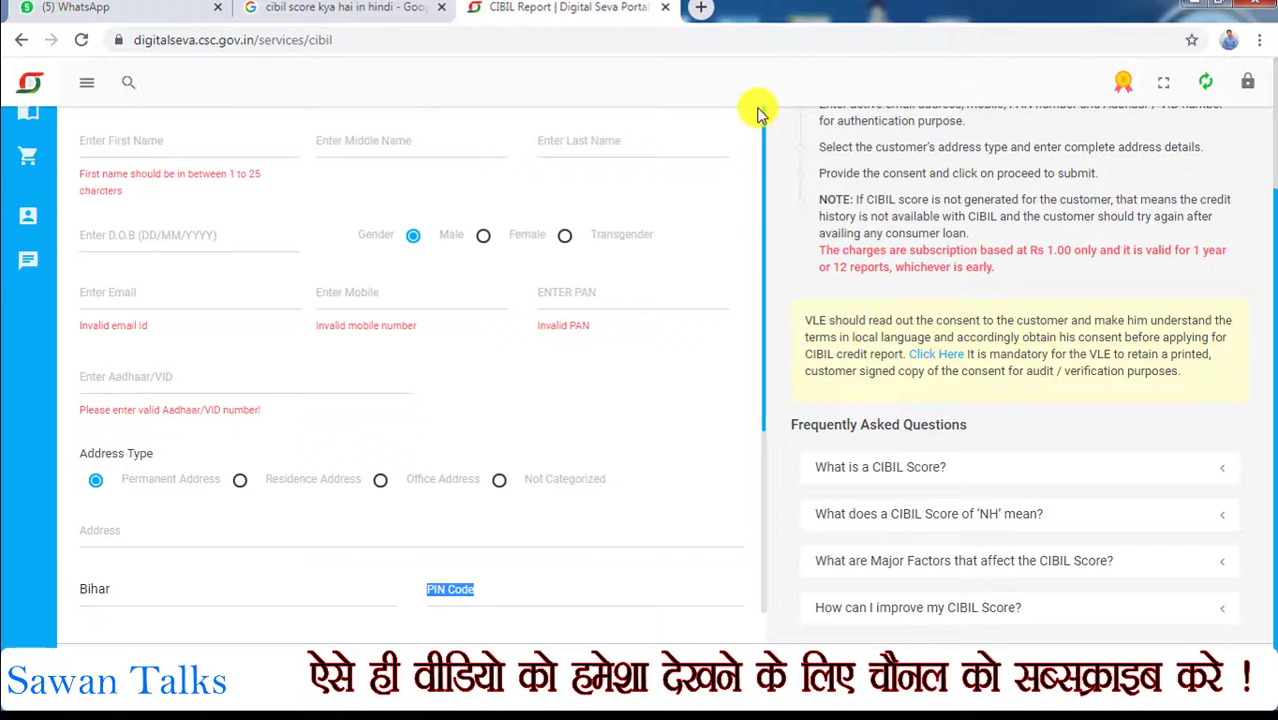 (5) WhatsApp
cibil score kya hai in hindi - Goog
CIBIL Report | Digital Seva Portal
digitalseva.csc.gov.in/services/cibil
Enter First Name Enter Middle Name Enter Last Name
First name should be in between 1 to 25
charcters
Enter D.O.B (DD/MM/YYYY) Gender Male Female Transgender
Enter Email Enter Mobile ENTER PAN
Invalid email id Invalid mobile number Invalid PAN
Enter Aadhaar/VID
Please enter valid Aadhaar/VID number!
Address Type
Permanent Address Residence Address Office Address Not Categorized
Address
Bihar PIN Code
Enter active email address, mobile, PAN number and Aadhaar / VID number
for authentication purpose.
Select the customer's address type and enter complete address details.
Provide the consent and click on proceed to submit.
NOTE: If CIBIL score is not generated for the customer, that means the credit
history is not available with CIBIL and the customer should try again after
availing any consumer loan.
The charges are subscription based at Rs 1.00 only and it is valid for 1 year
or 12 reports, whichever is early.
VLE should read out the consent to the customer and make him understand the
terms in local language and accordingly obtain his consent before applying for
CIBIL credit report. Click Here It is mandatory for the VLE to retain a printed,
customer signed copy of the consent for audit / verification purposes.
Frequently Asked Questions
What is a CIBIL Score?
What does a CIBIL Score of 'NH' mean?
What are Major Factors that affect the CIBIL Score?
How can I improve my CIBIL Score?
Sawan Talks ऐसे ही वीडियो को हमेशा देखने के लिए चौनल को सब्सक्राइब करे !